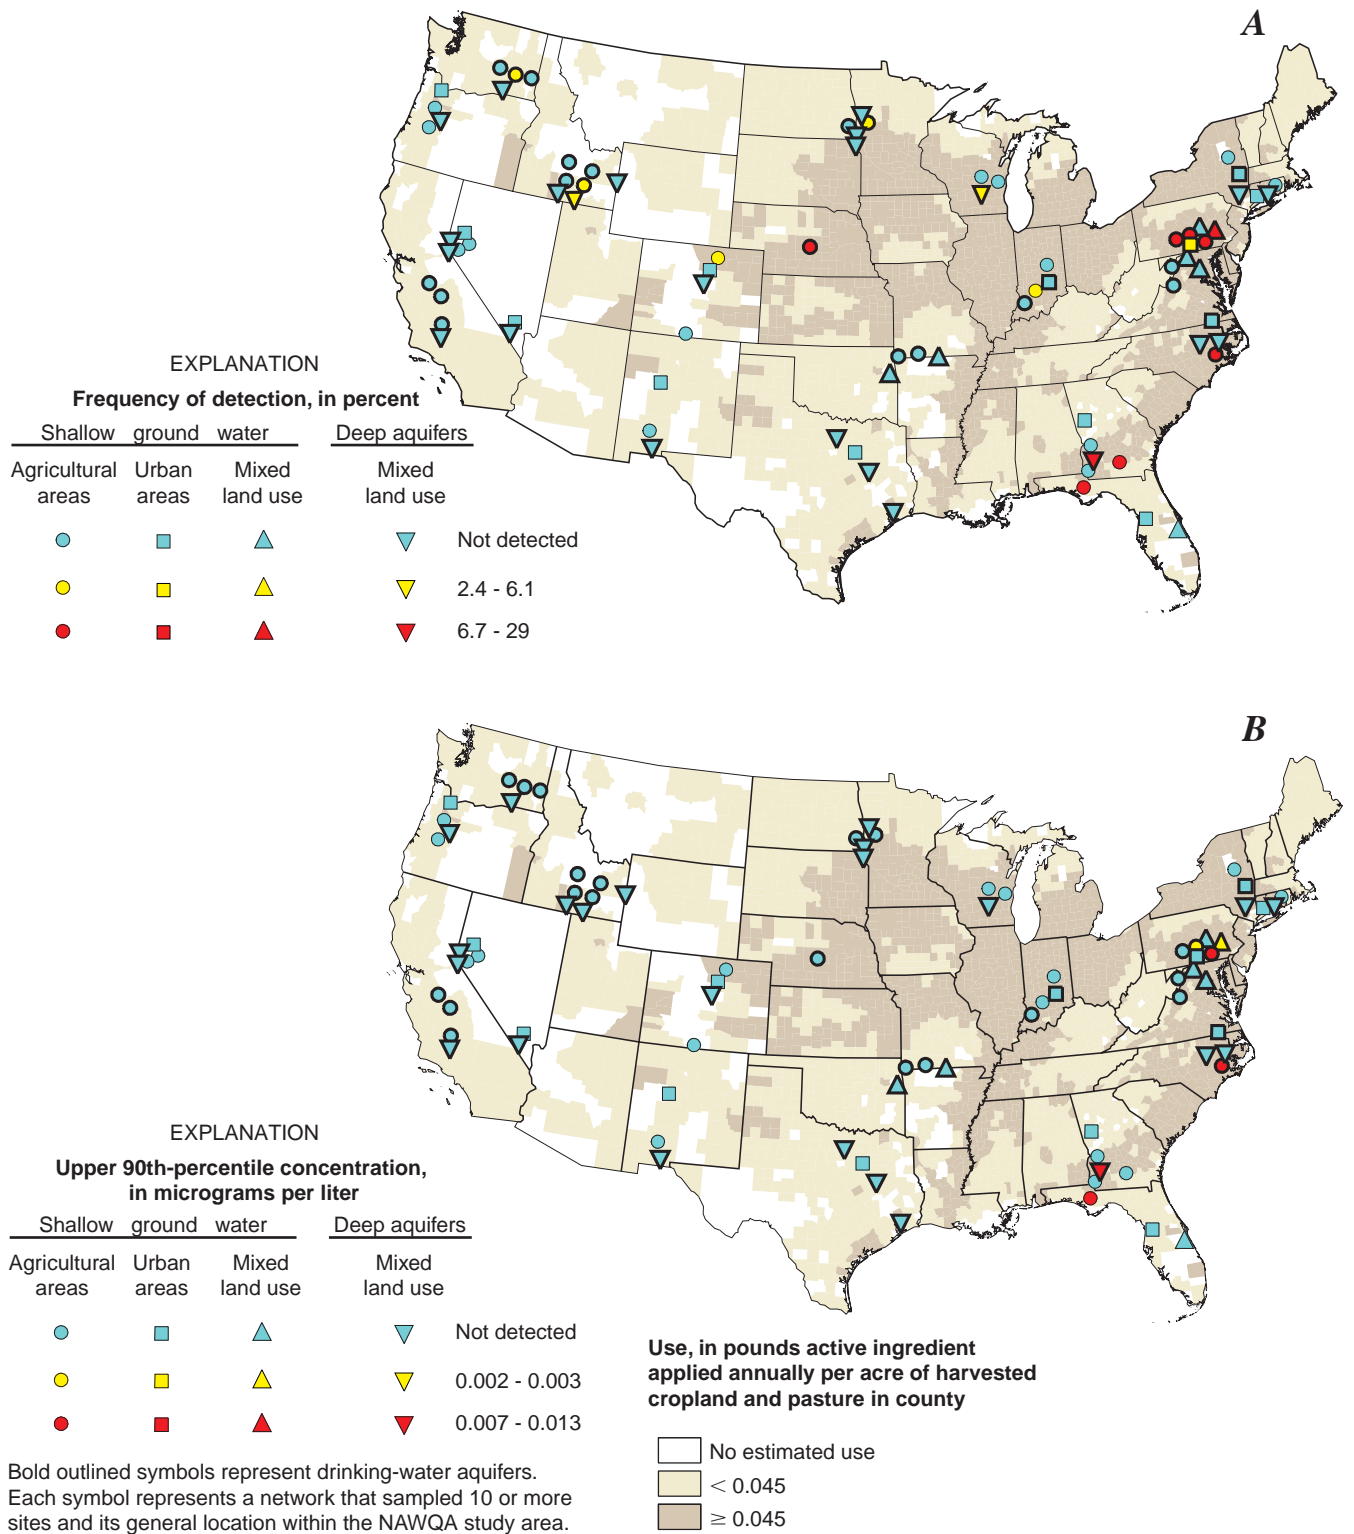 A
EXPLANATION
Frequency of detection, in percent
Shallow ground water Deep aquifers
Agricultural areas Urban areas Mixed land use Mixed land use
Not detected
2.4 - 6.1
6.7 - 29
B
EXPLANATION
Upper 90th-percentile concentration,
in micrograms per liter
Shallow ground water Deep aquifers
Agricultural areas Urban areas Mixed land use Mixed land use
Not detected
0.002 - 0.003
0.007 - 0.013
Bold outlined symbols represent drinking-water aquifers.
Each symbol represents a network that sampled 10 or more
sites and its general location within the NAWQA study area.
Use, in pounds active ingredient
applied annually per acre of harvested
cropland and pasture in county
No estimated use
< 0.045
≥ 0.045